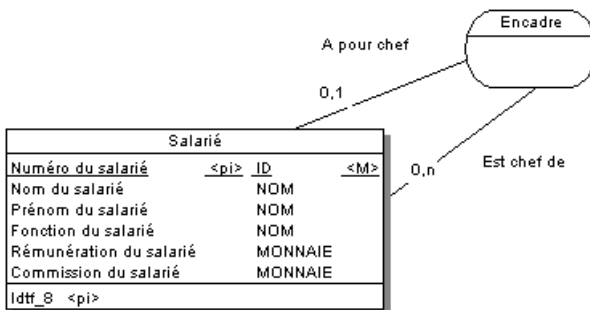 Encadre
A pour chef
0,1
Salarié
Numéro du salarié <pi> ID <M>
Nom du salarié NOM
Prénom du salarié NOM
Fonction du salarié NOM
Rémunération du salarié MONNAIE
Commission du salarié MONNAIE
Idtf_8 <pi>
0,n
Est chef de